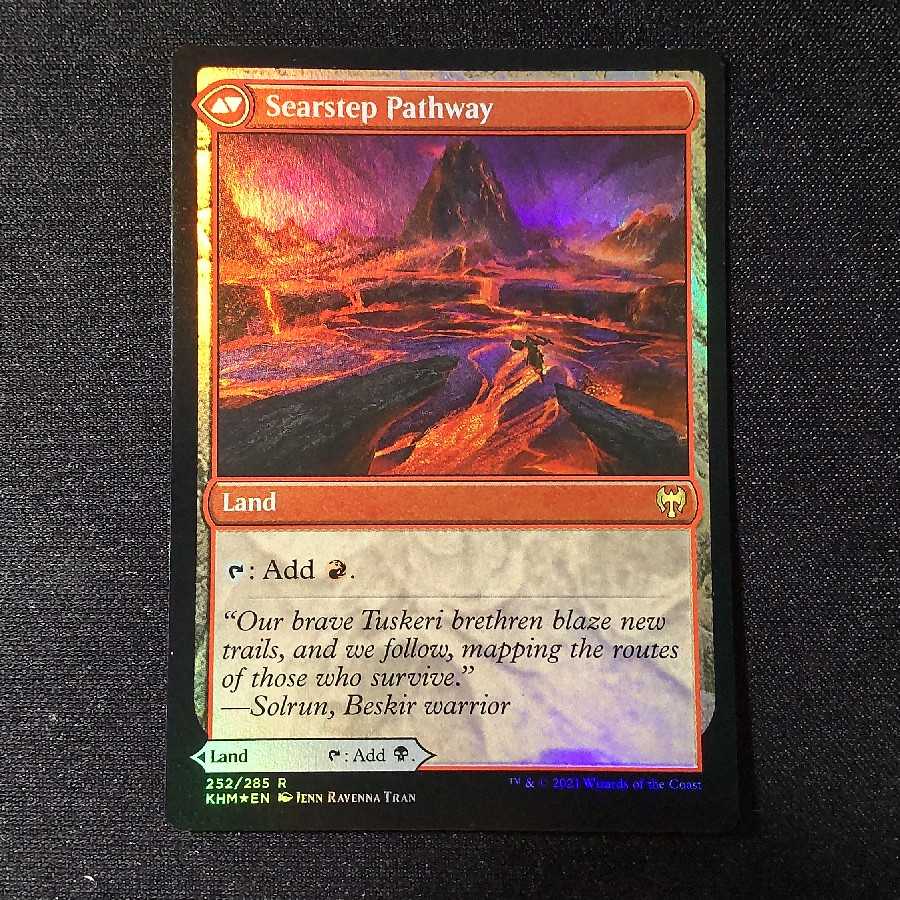 Searstep Pathway
Land
: Add .
“Our brave Tuskeri brethren blaze new
trails, and we follow, mapping the routes
of those who survive.”
—Solrun, Beskir warrior
Land : Add .
252/285 R
KHM★EN Jenn Ravenna Tran
™ & © 2021 Wizards of the Coast